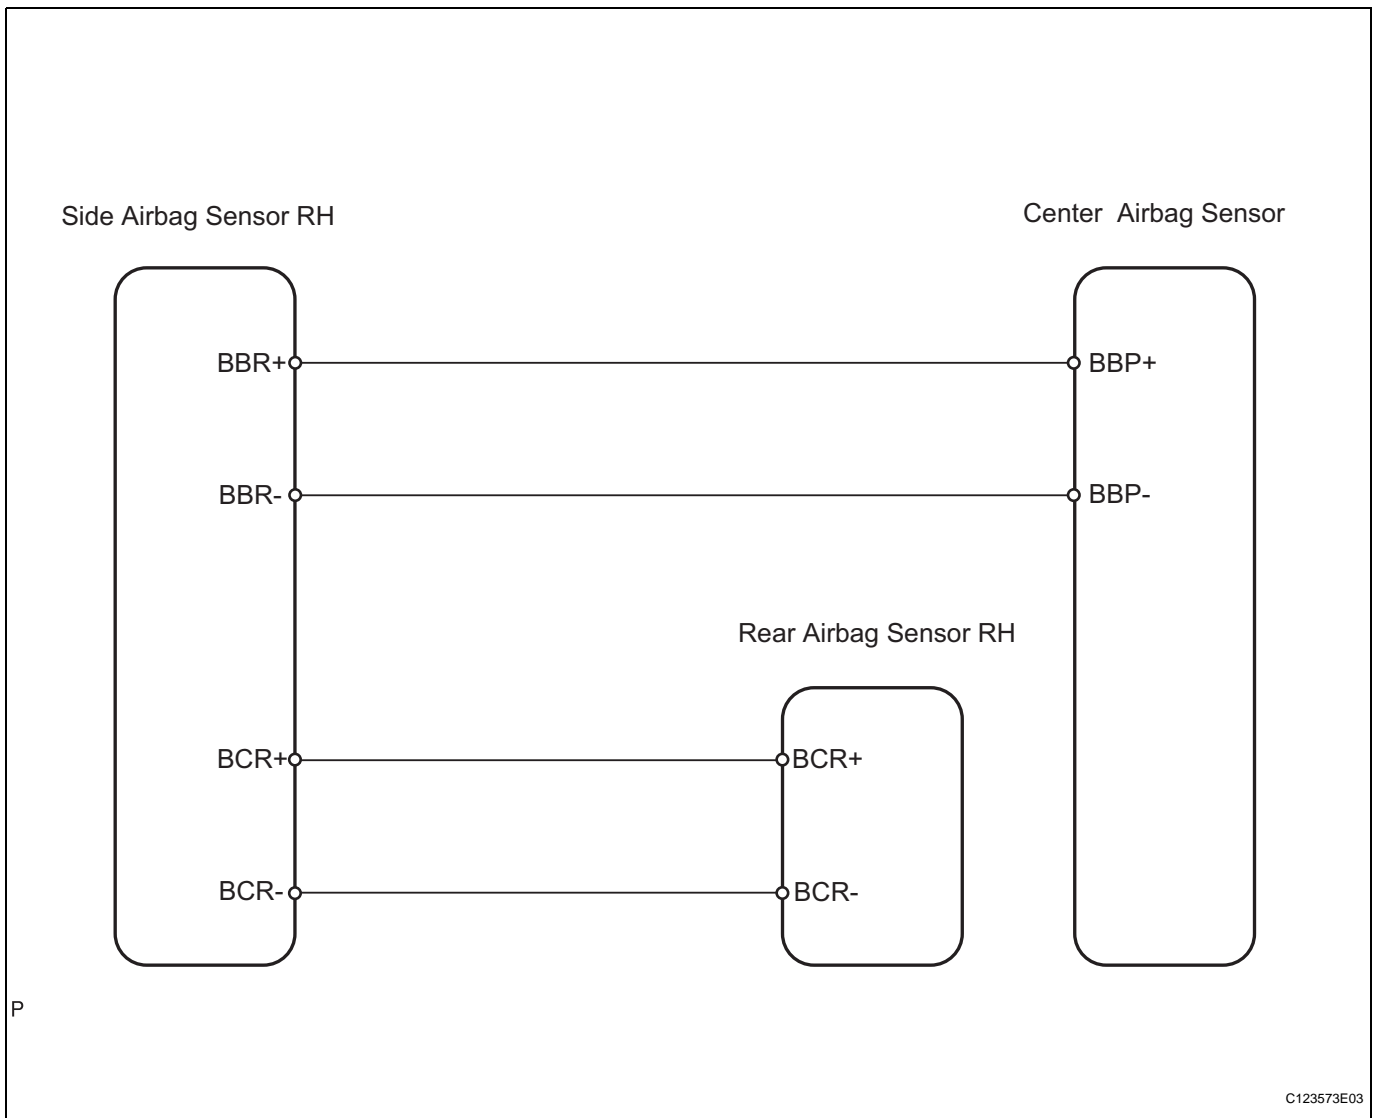 Side Airbag Sensor RH
Center Airbag Sensor
BBR+
BBP+
BBR-
BBP-
Rear Airbag Sensor RH
BCR+
BCR+
BCR-
BCR-
P
C123573E03